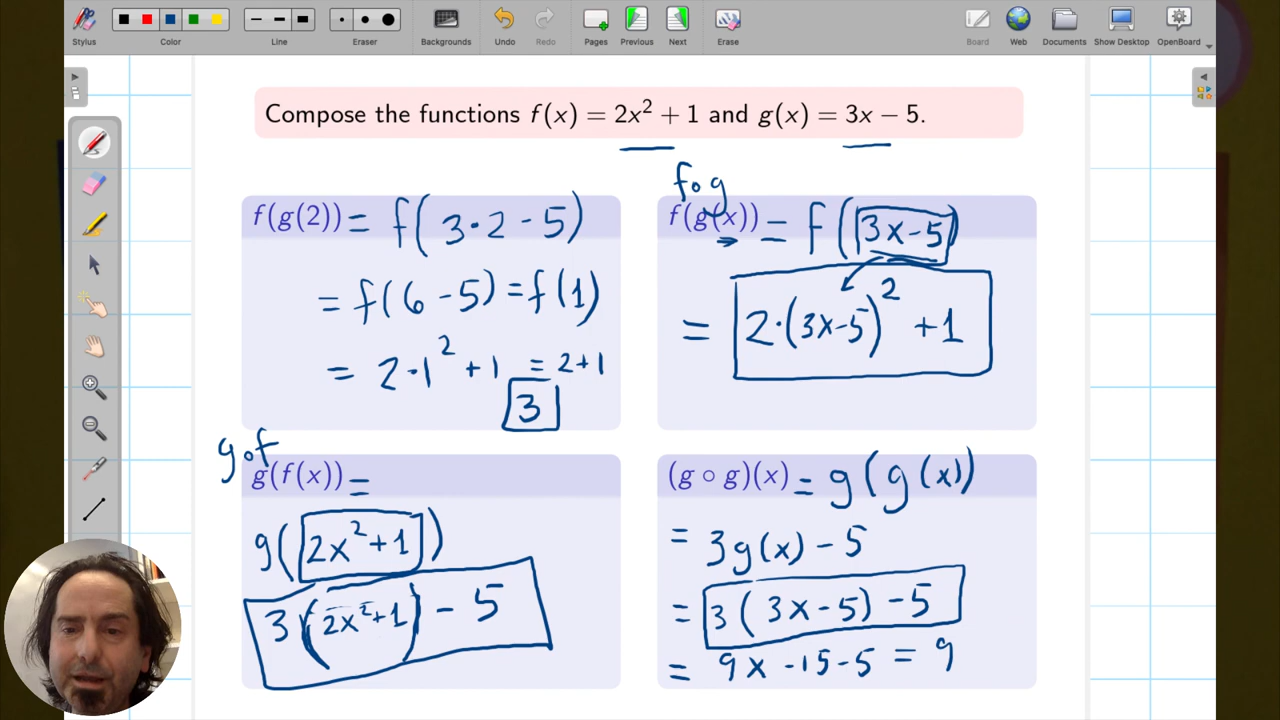 Stylus Color Line Eraser Backgrounds Undo Redo Pages Previous Next Erase Board Web Documents Show Desktop OpenBoard
Compose the functions f(x) = 2x² + 1 and g(x) = 3x − 5.
f(g(2)) = f(3·2 - 5)
= f(6 - 5) = f(1)
= 2·1² + 1 = 2+1
3
f∘g
f(g(x)) = f(3x-5)
= 2·(3x-5)² + 1
g∘f
g(f(x)) =
g(2x²+1)
3(2x²+1) - 5
(g ∘ g)(x) = g(g(x))
= 3g(x) - 5
= 3(3x-5) - 5
= 9x -15-5 = 9